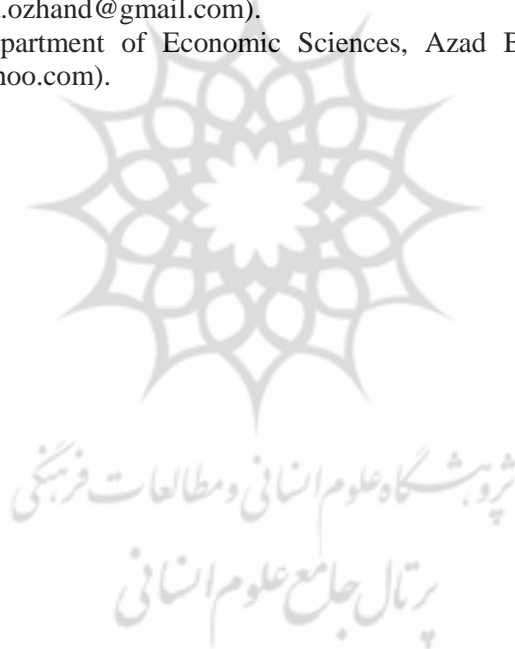 .ozhand@gmail.com).
partment of Economic Sciences, Azad
hoo.com).
پژوهشگاه علوم انسانی و مطالعات فرهنگی
پرتال جامع علوم انسانی